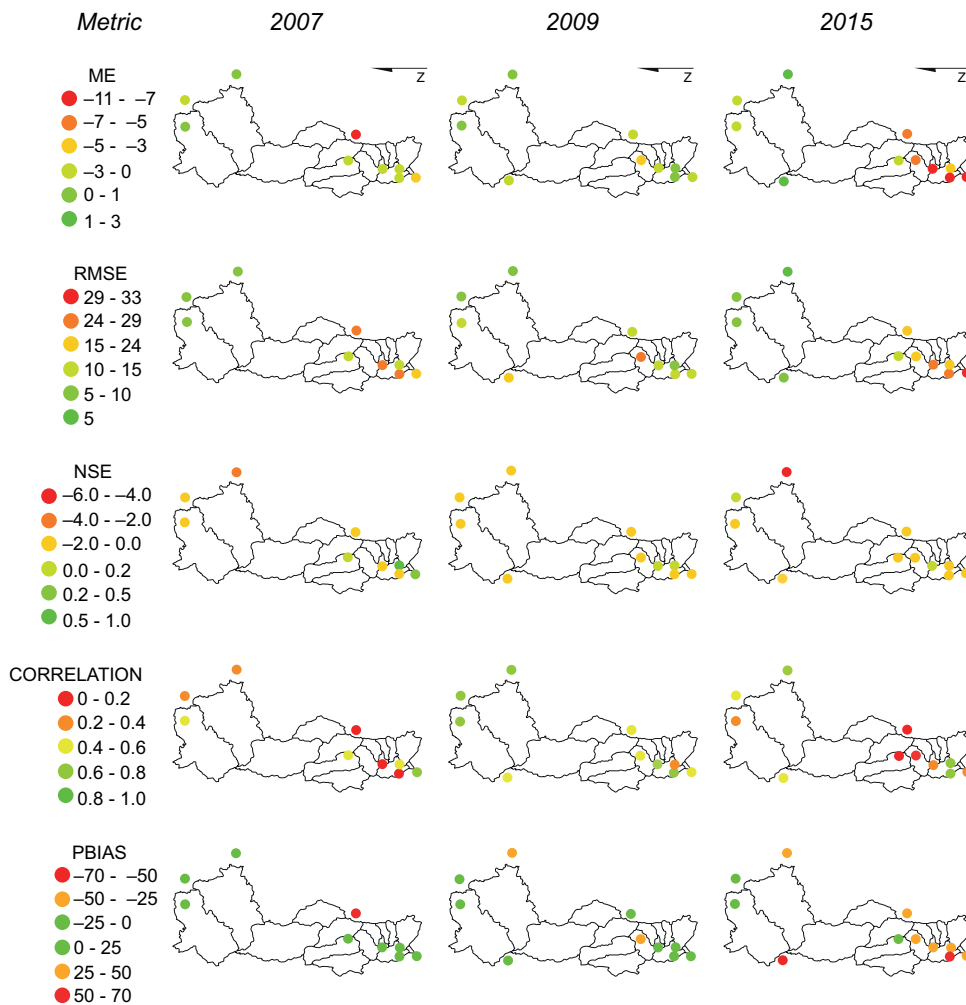 Metric 2007 2009 2015
ME
–11 - –7
–7 - –5
–5 - –3
–3 - 0
0 - 1
1 - 3
Z Z Z
RMSE
29 - 33
24 - 29
15 - 24
10 - 15
5 - 10
5
NSE
–6.0 - –4.0
–4.0 - –2.0
–2.0 - 0.0
0.0 - 0.2
0.2 - 0.5
0.5 - 1.0
CORRELATION
0 - 0.2
0.2 - 0.4
0.4 - 0.6
0.6 - 0.8
0.8 - 1.0
PBIAS
–70 - –50
–50 - –25
–25 - 0
0 - 25
25 - 50
50 - 70